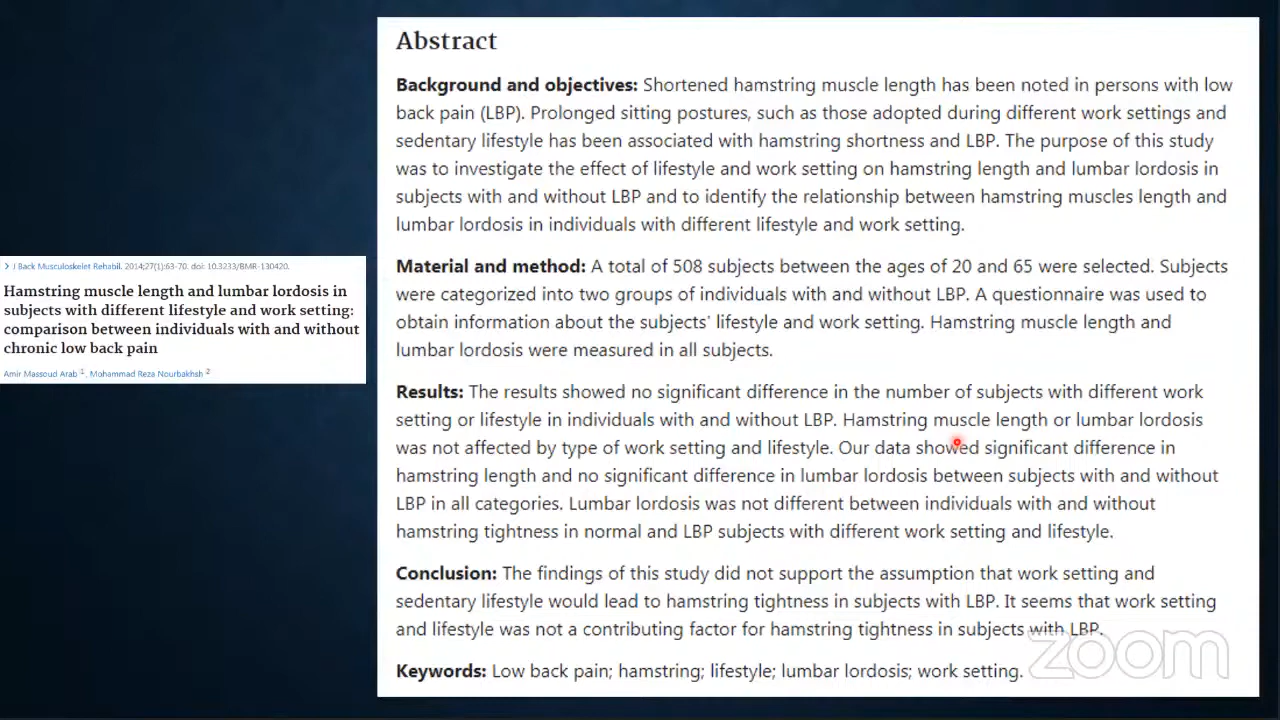 > J Back Musculoskelet Rehabil. 2014;27(1):63-70. doi: 10.3233/BMR-130420.
Hamstring muscle length and lumbar lordosis in
subjects with different lifestyle and work setting:
comparison between individuals with and without
chronic low back pain
Amir Massoud Arab 1, Mohammad Reza Nourbakhsh 2
Abstract
Background and objectives: Shortened hamstring muscle length has been noted in persons with low
back pain (LBP). Prolonged sitting postures, such as those adopted during different work settings and
sedentary lifestyle has been associated with hamstring shortness and LBP. The purpose of this study
was to investigate the effect of lifestyle and work setting on hamstring length and lumbar lordosis in
subjects with and without LBP and to identify the relationship between hamstring muscles length and
lumbar lordosis in individuals with different lifestyle and work setting.
Material and method: A total of 508 subjects between the ages of 20 and 65 were selected. Subjects
were categorized into two groups of individuals with and without LBP. A questionnaire was used to
obtain information about the subjects' lifestyle and work setting. Hamstring muscle length and
lumbar lordosis were measured in all subjects.
Results: The results showed no significant difference in the number of subjects with different work
setting or lifestyle in individuals with and without LBP. Hamstring muscle length or lumbar lordosis
was not affected by type of work setting and lifestyle. Our data showed significant difference in
hamstring length and no significant difference in lumbar lordosis between subjects with and without
LBP in all categories. Lumbar lordosis was not different between individuals with and without
hamstring tightness in normal and LBP subjects with different work setting and lifestyle.
Conclusion: The findings of this study did not support the assumption that work setting and
sedentary lifestyle would lead to hamstring tightness in subjects with LBP. It seems that work setting
and lifestyle was not a contributing factor for hamstring tightness in subjects with LBP.
Keywords: Low back pain; hamstring; lifestyle; lumbar lordosis; work setting.
zoom